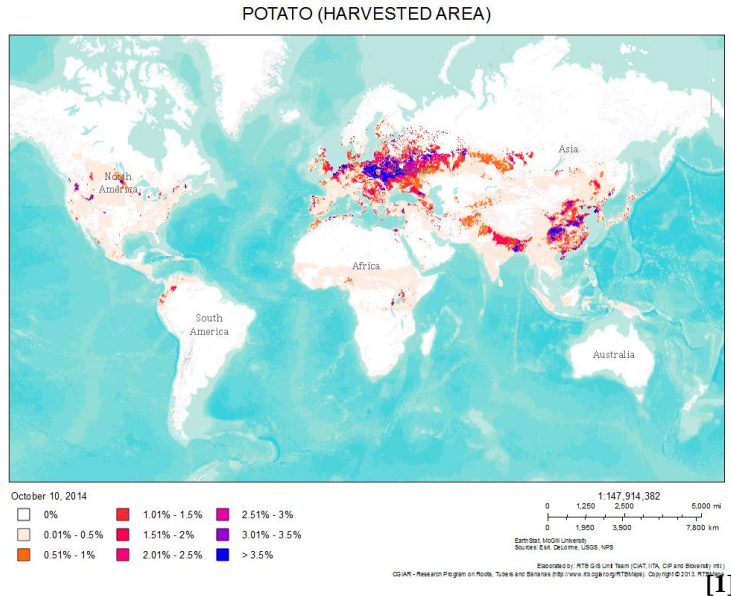 POTATO (HARVESTED AREA)
Asia
North
America
Africa
South
America
Australia
October 10, 2014
0%
0.01% - 0.5%
0.51% - 1%
1.01% - 1.5%
1.51% - 2%
2.01% - 2.5%
2.51% - 3%
3.01% - 3.5%
> 3.5%
1:147,914,382
0 1,250 2,500 5,000 mi
0 1,950 3,900 7,800 km
EarthStat, McGill University
Sources: Esri, DeLorme, USGS, NPS
Elaborated by: RTB GIS Unit Team (CIAT, IITA, CIP and Bioversity Int.)
CGIAR - Research Program on Roots, Tubers and Bananas (http://www.rtb.cgiar.org/RTBMaps). Copyright © 2013. RTBMaps
[1]